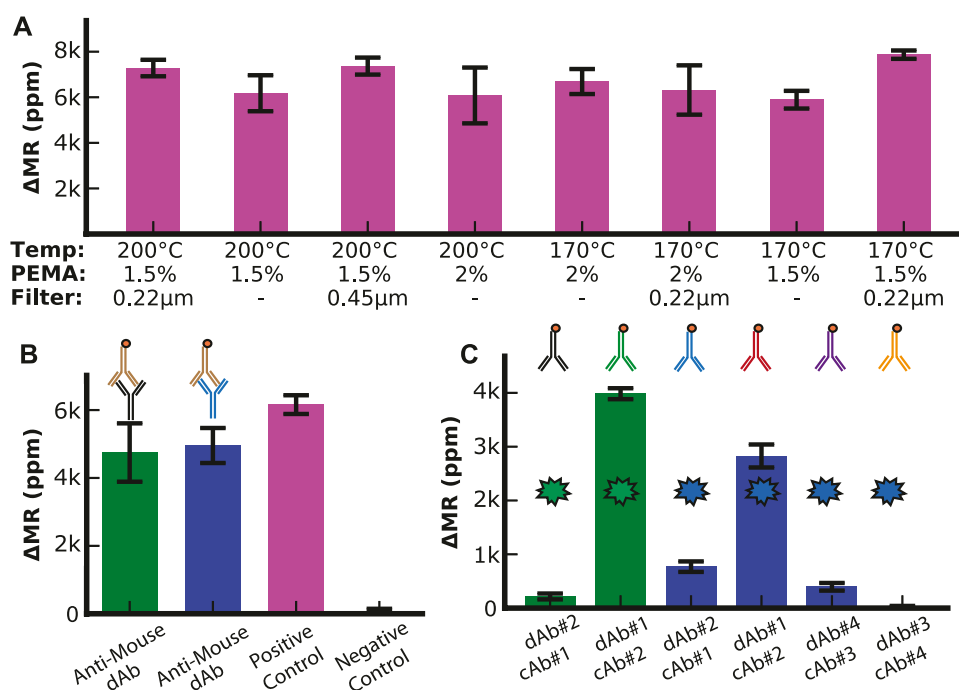 A
ΔMR (ppm)
8k
6k
4k
2k
Temp: 200°C 200°C 200°C 200°C 170°C 170°C 170°C 170°C
PEMA: 1.5% 1.5% 1.5% 2% 2% 2% 1.5% 1.5%
Filter: 0.22μm - 0.45μm - - 0.22μm - 0.22μm
B
ΔMR (ppm)
6k
4k
2k
0
Anti-Mouse
dAb
Anti-Mouse
dAb
Positive
Control
Negative
Control
C
ΔMR (ppm)
4k
3k
2k
1k
0
dAb#2
cAb#1
dAb#1
cAb#2
dAb#2
cAb#1
dAb#1
cAb#2
dAb#4
cAb#3
dAb#3
cAb#4